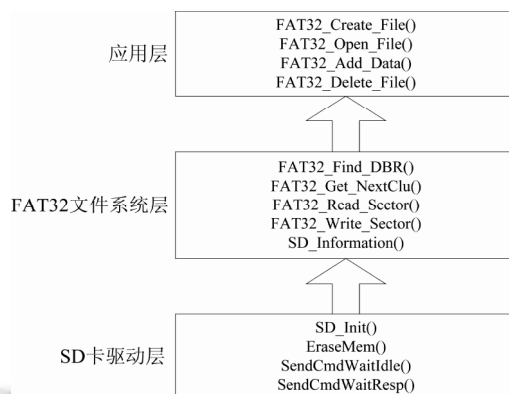 应用层
FAT32_Create_File()
FAT32_Open_File()
FAT32_Add_Data()
FAT32_Delete_File()
FAT32文件系统层
FAT32_Find_DBR()
FAT32_Get_NextClu()
FAT32_Read_Sector()
FAT32_Write_Sector()
SD_Information()
SD卡驱动层
SD_Init()
EraseMem()
SendCmdWaitIdle()
SendCmdWaitResp()